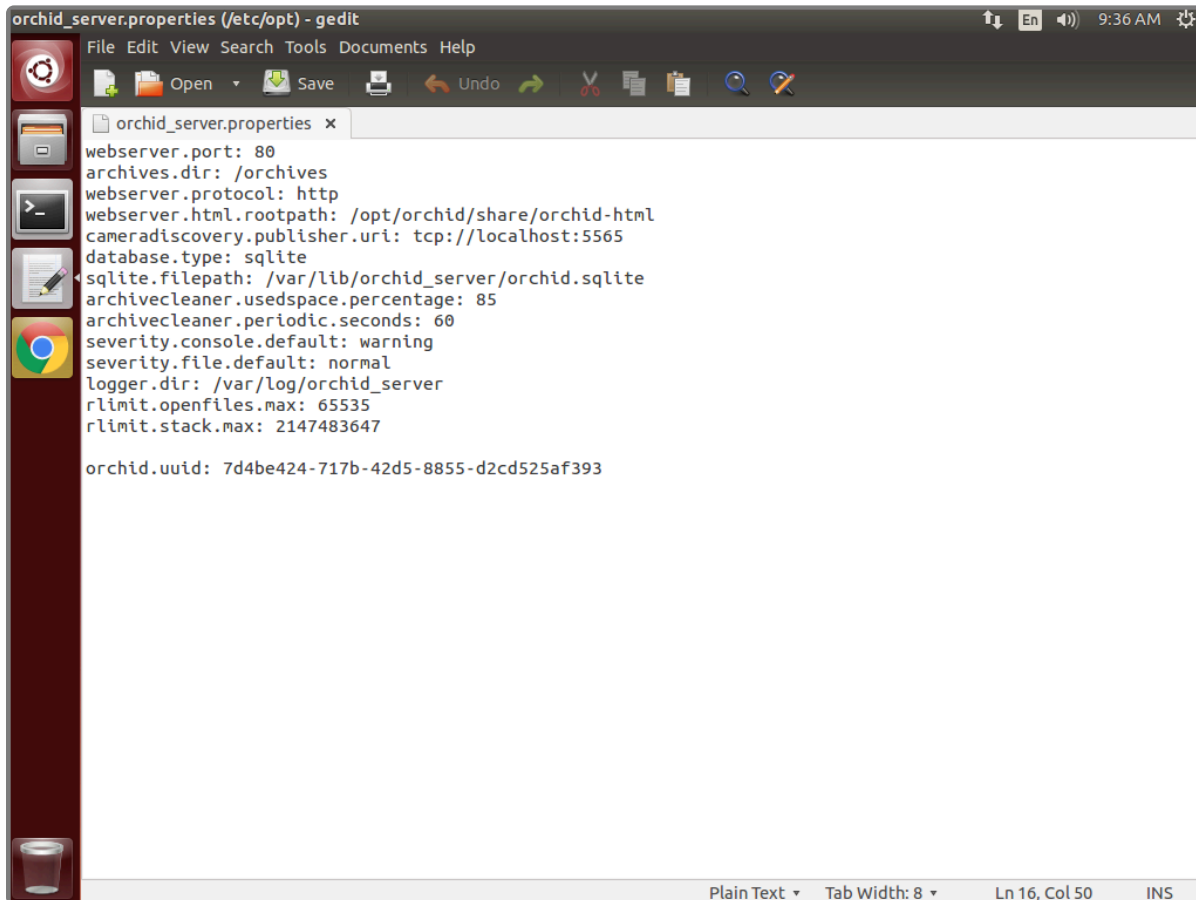 orchid_server.properties (/etc/opt) - gedit
En 9:36 AM
File Edit View Search Tools Documents Help
Open Save Undo
orchid_server.properties
webserver.port: 80
archives.dir: /orchives
webserver.protocol: http
webserver.html.rootpath: /opt/orchid/share/orchid-html
cameradiscovery.publisher.uri: tcp://localhost:5565
database.type: sqlite
sqlite.filepath: /var/lib/orchid_server/orchid.sqlite
archivecleaner.usedspace.percentage: 85
archivecleaner.periodic.seconds: 60
severity.console.default: warning
severity.file.default: normal
logger.dir: /var/log/orchid_server
rlimit.openfiles.max: 65535
rlimit.stack.max: 2147483647
orchid.uuid: 7d4be424-717b-42d5-8855-d2cd525af393
Plain Text Tab Width: 8 Ln 16, Col 50 INS